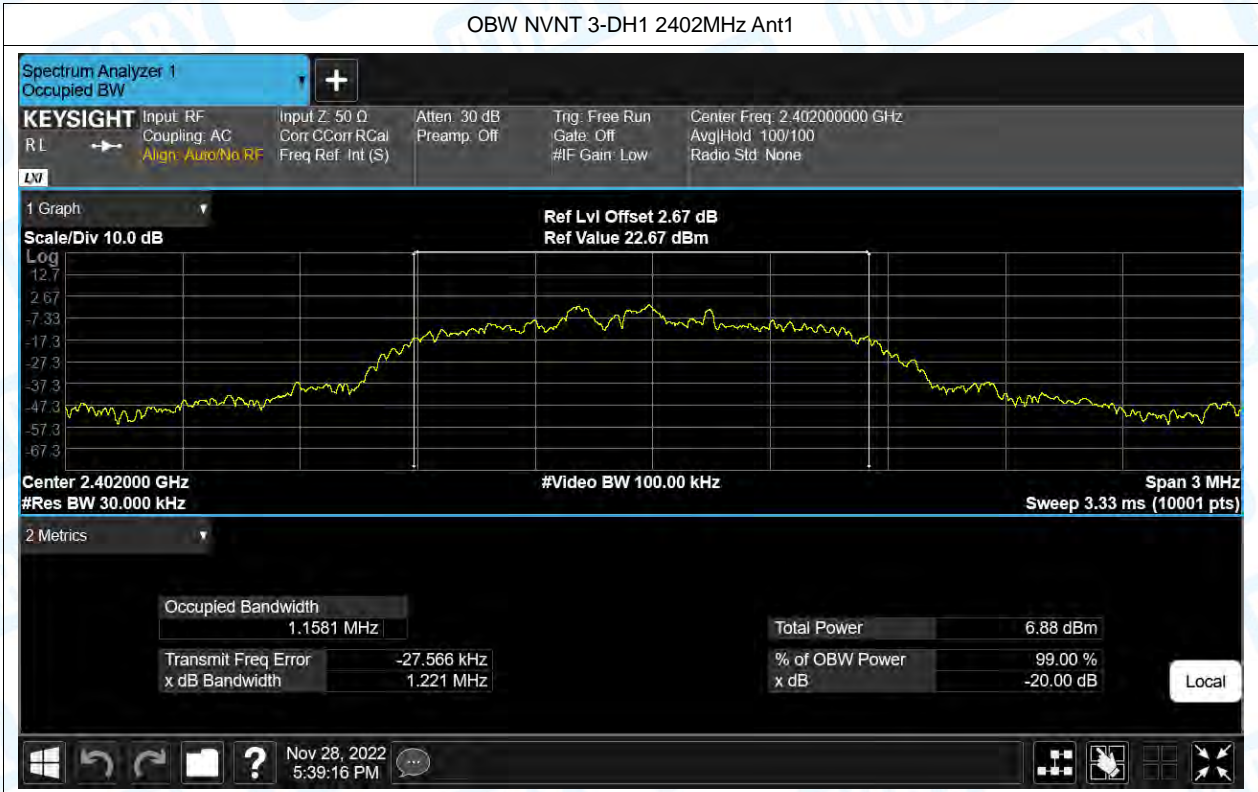 OBW NVNT 3-DH1 2402MHz Ant1
Spectrum Analyzer 1
Occupied BW
KEYSIGHT
R L
LXI
Input: RF
Coupling: AC
Align: Auto/No RF
Input Z: 50 Ω
Corr CCorr RCal
Freq Ref: Int (S)
Atten: 30 dB
Preamp: Off
Trig: Free Run
Gate: Off
#IF Gain: Low
Center Freq: 2.402000000 GHz
Avg|Hold: 100/100
Radio Std: None
1 Graph
Scale/Div 10.0 dB
Ref Lvl Offset 2.67 dB
Ref Value 22.67 dBm
Log
12.7
2.67
-7.33
-17.3
-27.3
-37.3
-47.3
-57.3
-67.3
Center 2.402000 GHz
#Res BW 30.000 kHz
#Video BW 100.00 kHz
Span 3 MHz
Sweep 3.33 ms (10001 pts)
2 Metrics
Occupied Bandwidth
1.1581 MHz
Transmit Freq Error -27.566 kHz
x dB Bandwidth 1.221 MHz
Total Power 6.88 dBm
% of OBW Power 99.00 %
x dB -20.00 dB
Local
?
Nov 28, 2022
5:39:16 PM